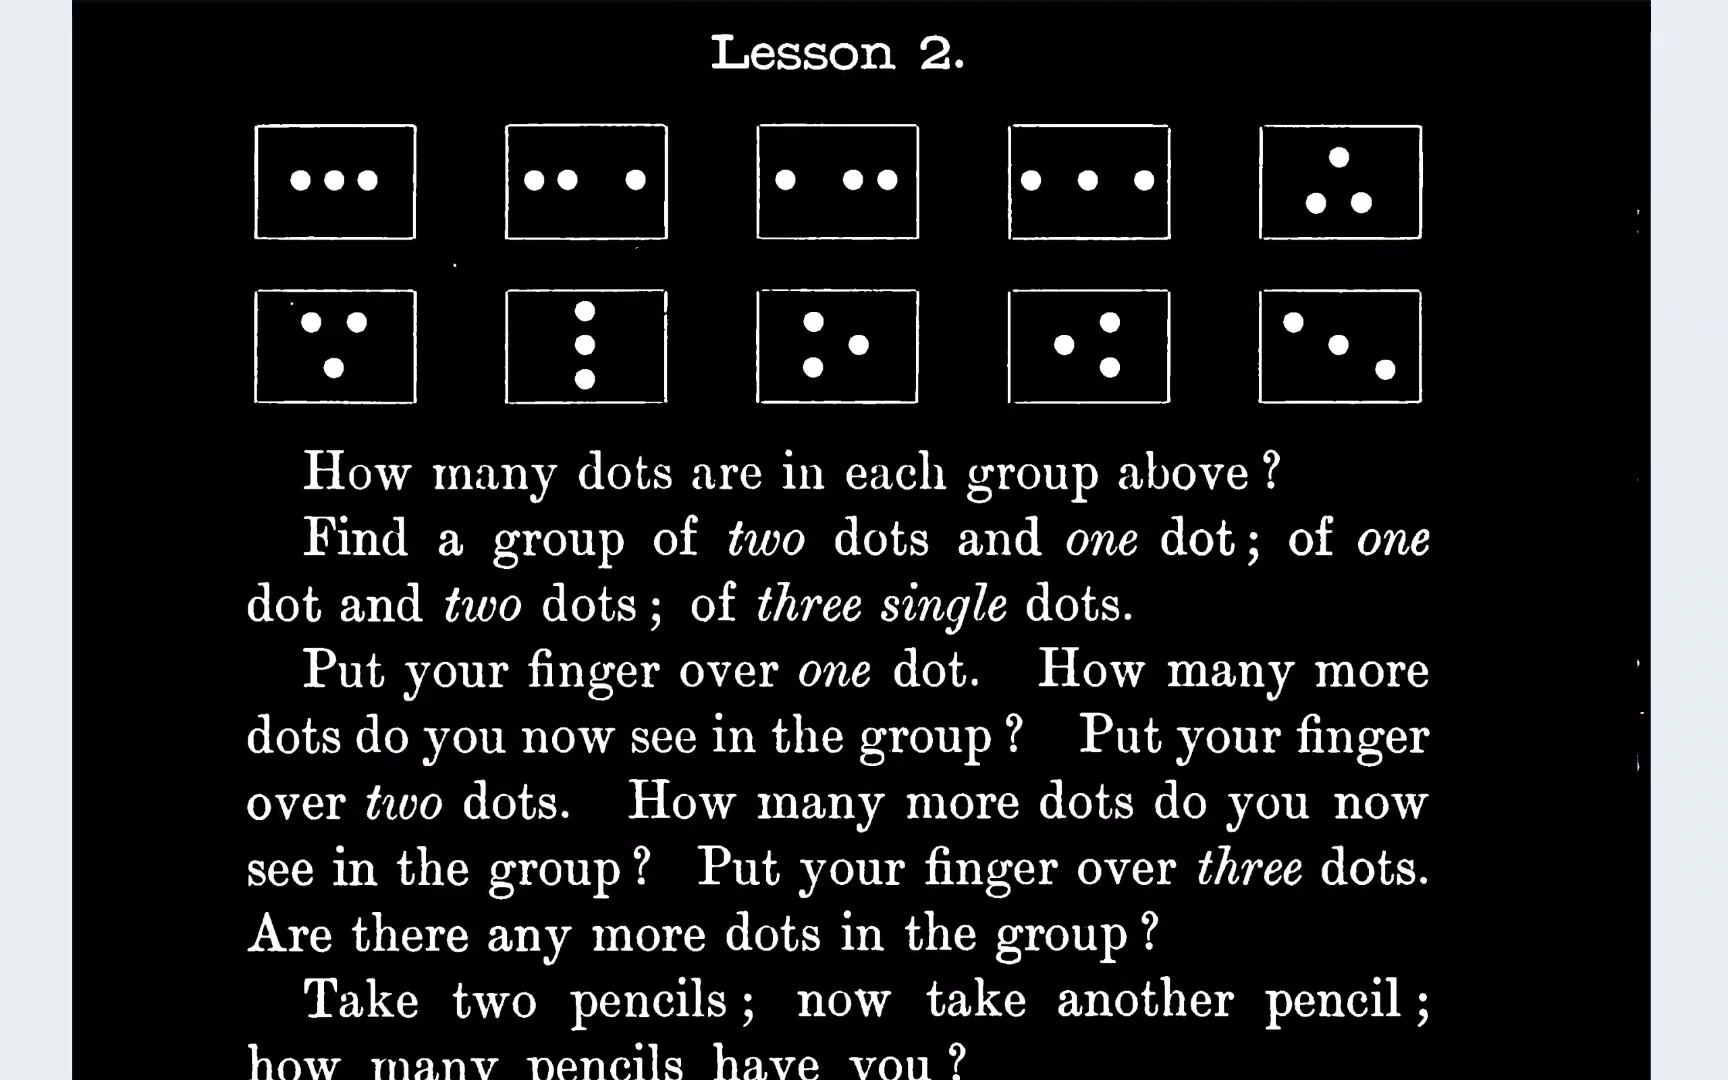 Lesson 2.
How many dots are in each group above ?
Find a group of two dots and one dot ; of one
dot and two dots ; of three single dots.
Put your finger over one dot. How many more
dots do you now see in the group ? Put your finger
over two dots. How many more dots do you now
see in the group ? Put your finger over three dots.
Are there any more dots in the group ?
Take two pencils ; now take another pencil ;
how many pencils have you ?